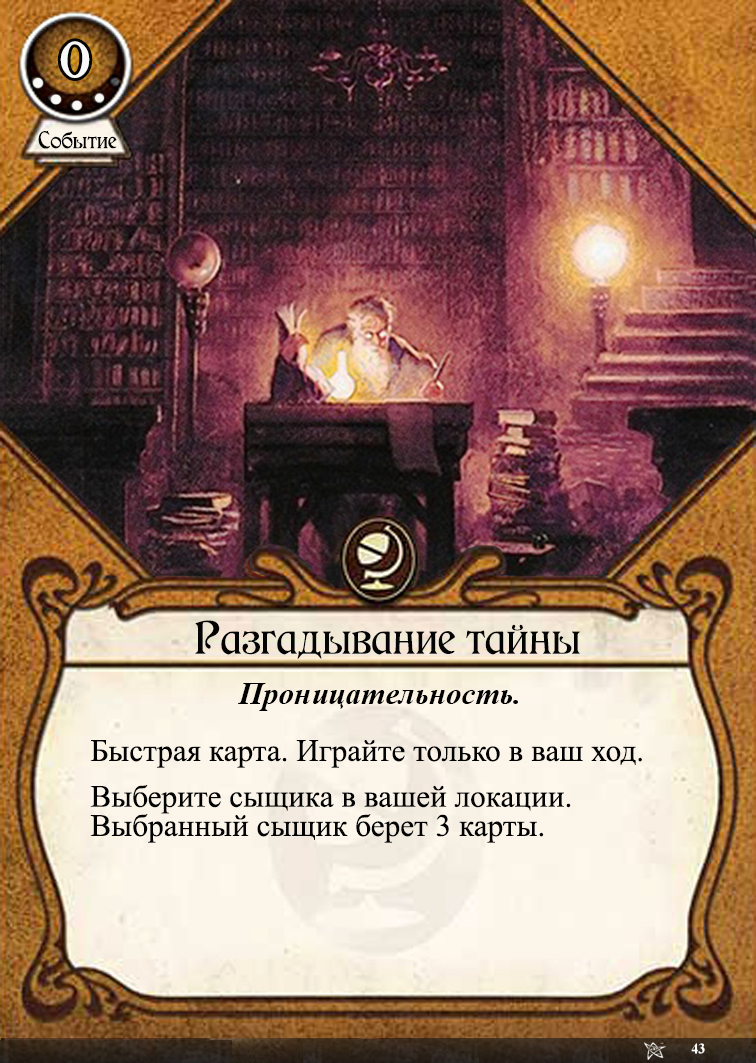 0
Событие
Разгадывание тайны
Проницательность.
Быстрая карта. Играйте только в ваш ход.
Выберите сыщика в вашей локации.
Выбранный сыщик берет 3 карты.
43